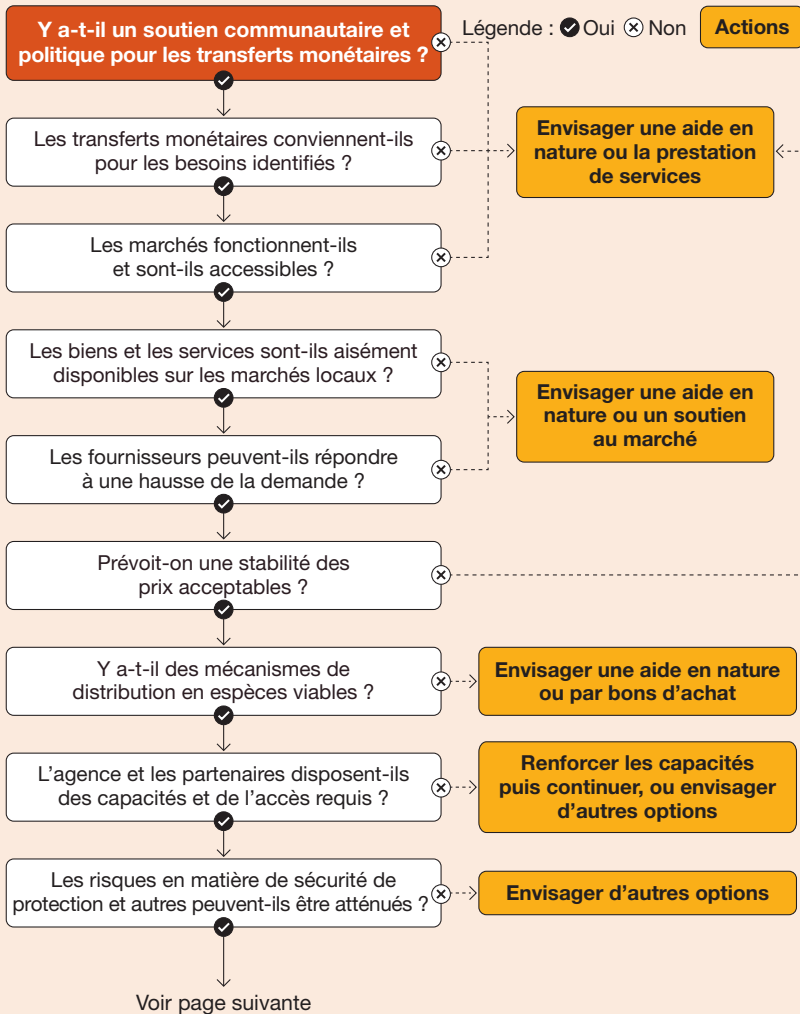 Y a-t-il un soutien communautaire et
politique pour les transferts monétaires ?
Légende : Oui Non Actions
Les transferts monétaires conviennent-ils
pour les besoins identifiés ?
Envisager une aide en
nature ou la prestation
de services
Les marchés fonctionnent-ils
et sont-ils accessibles ?
Les biens et les services sont-ils aisément
disponibles sur les marchés locaux ?
Envisager une aide en
nature ou un soutien
au marché
Les fournisseurs peuvent-ils répondre
à une hausse de la demande ?
Prévoit-on une stabilité des
prix acceptables ?
Y a-t-il des mécanismes de
distribution en espèces viables ?
Envisager une aide en nature
ou par bons d'achat
L'agence et les partenaires disposent-ils
des capacités et de l'accès requis ?
Renforcer les capacités
puis continuer, ou envisager
d'autres options
Les risques en matière de sécurité de
protection et autres peuvent-ils être atténués ?
Envisager d'autres options
Voir page suivante